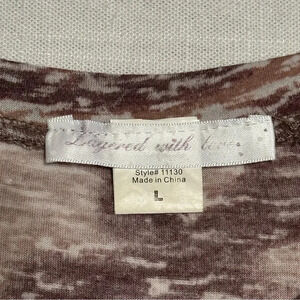 Layered with love
Style# 11130
Made in China
L